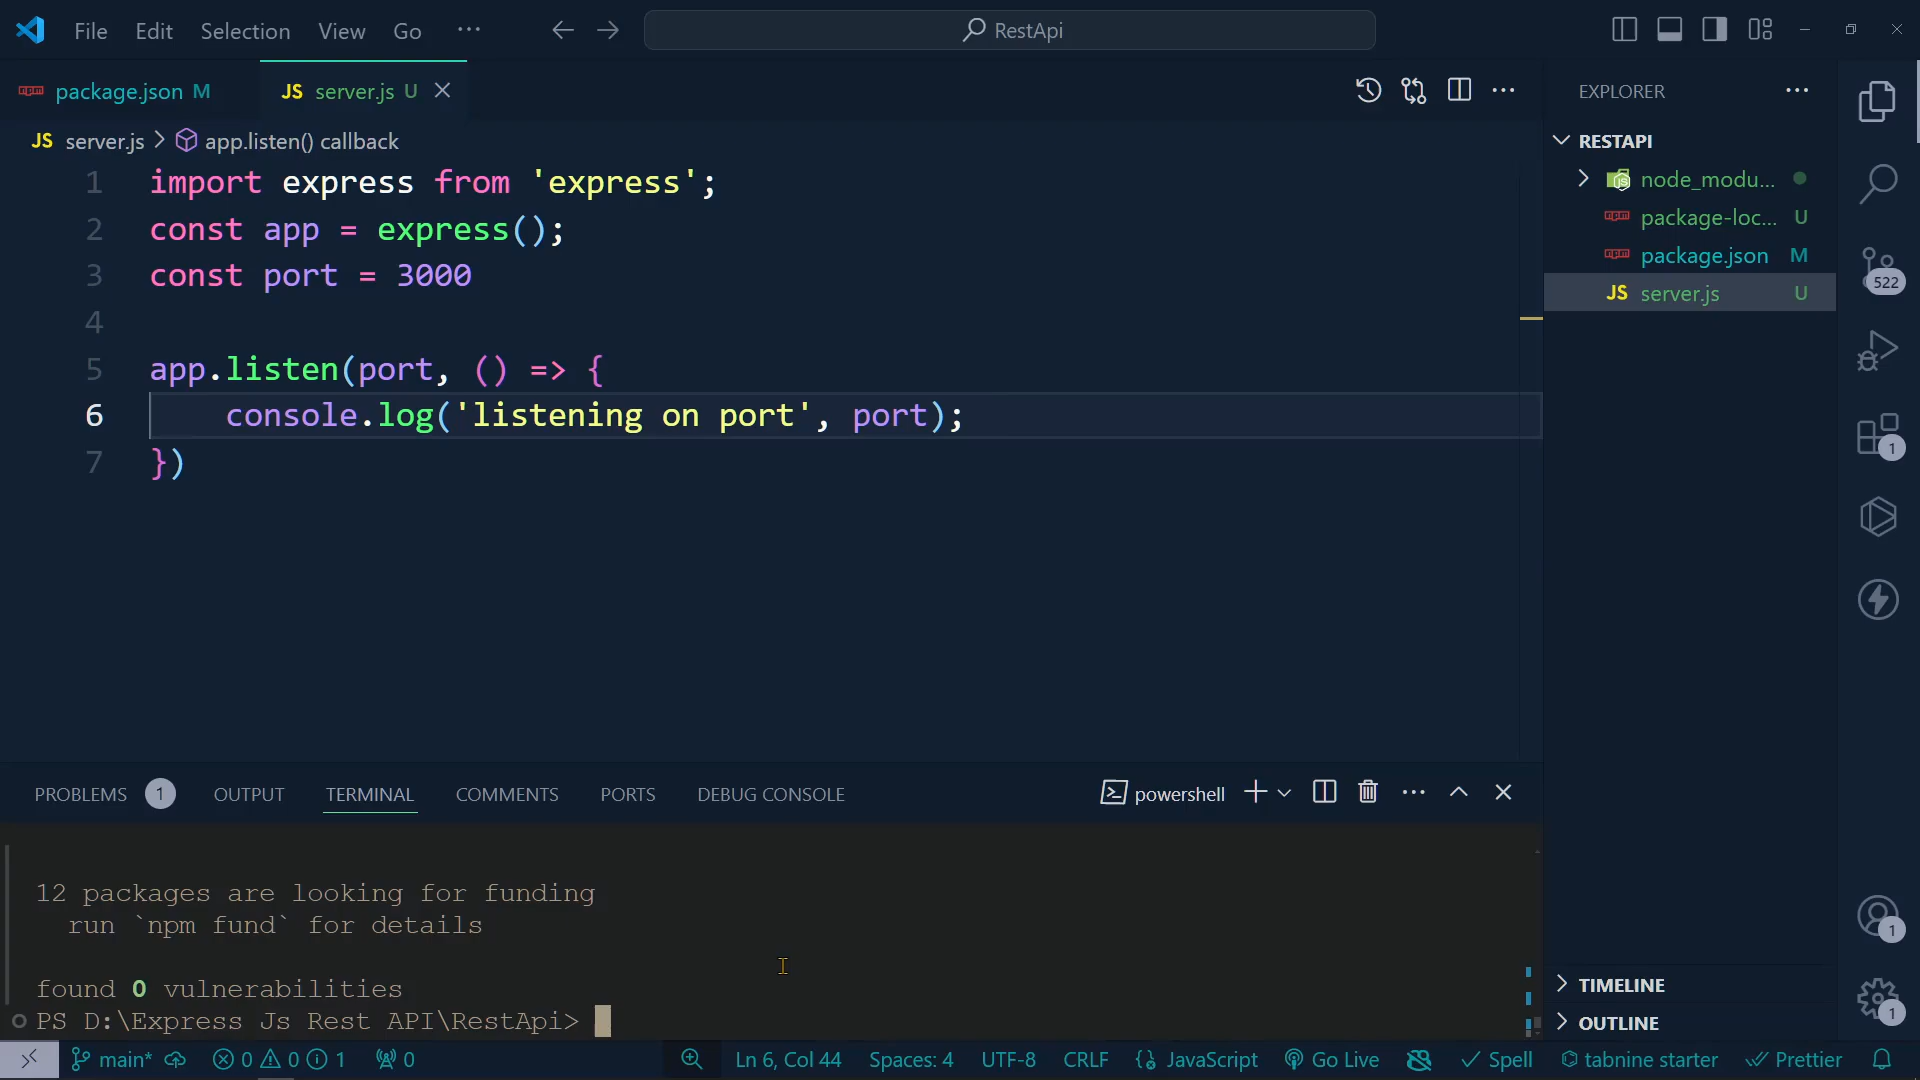 File Edit Selection View Go ··· RestApi
package.json M JS server.js U
JS server.js > app.listen() callback
1 import express from 'express';
2 const app = express();
3 const port = 3000
4
5 app.listen(port, () => {
6 console.log('listening on port', port);
7 })
EXPLORER
RESTAPI
node_modu...
package-loc... U
package.json M
JS server.js U
522
1
PROBLEMS 1 OUTPUT TERMINAL COMMENTS PORTS DEBUG CONSOLE powershell
12 packages are looking for funding
run `npm fund` for details
found 0 vulnerabilities
PS D:\Express Js Rest API\RestApi>
TIMELINE
OUTLINE
1
1
main* 0 0 1 0 Ln 6, Col 44 Spaces: 4 UTF-8 CRLF JavaScript Go Live Spell tabnine starter Prettier